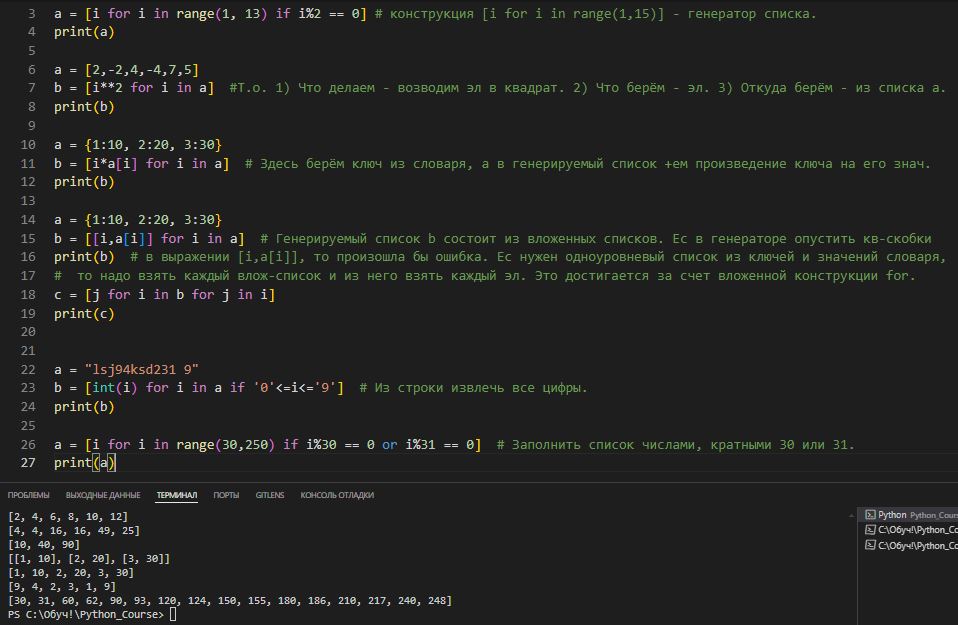 3 a = [i for i in range(1, 13) if i%2 == 0] # конструкция [i for i in range(1,15)] - генератор списка.
4 print(a)
5
6 a = [2,-2,4,-4,7,5]
7 b = [i**2 for i in a]  #Т.о. 1) Что делаем - возводим эл в квадрат. 2) Что берём - эл. 3) Откуда берём - из списка а.
8 print(b)
9
10 a = {1:10, 2:20, 3:30}
11 b = [i*a[i] for i in a]  # Здесь берём ключ из словаря, а в генерируемый список +ем произведение ключа на его знач.
12 print(b)
13
14 a = {1:10, 2:20, 3:30}
15 b = [[i,a[i]] for i in a]  # Генерируемый список b состоит из вложенных списков. Ес в генераторе опустить кв-скобки
16 print(b)  # в выражении [i,a[i]], то произошла бы ошибка. Ес нужен одноуровневый список из ключей и значений словаря,
17 #  то надо взять каждый влож-список и из него взять каждый эл. Это достигается за счет вложенной конструкции for.
18 c = [j for i in b for j in i]
19 print(c)
20
21
22 a = "lsj94ksd231 9"
23 b = [int(i) for i in a if '0'<=i<='9']  # Из строки извлечь все цифры.
24 print(b)
25
26 a = [i for i in range(30,250) if i%30 == 0 or i%31 == 0]  # Заполнить список числами, кратными 30 или 31.
27 print(a)
ПРОБЛЕМЫ ВЫХОДНЫЕ ДАННЫЕ ТЕРМИНАЛ ПОРТЫ GITLENS КОНСОЛЬ ОТЛАДКИ
[2, 4, 6, 8, 10, 12]
[4, 4, 16, 16, 49, 25]
[10, 40, 90]
[[1, 10], [2, 20], [3, 30]]
[1, 10, 2, 20, 3, 30]
[9, 4, 2, 3, 1, 9]
[30, 31, 60, 62, 90, 93, 120, 124, 150, 155, 180, 186, 210, 217, 240, 248]
PS C:\Обуч!\Python_Course>
Python Python_Cour
C:\Обуч!\Python_Co
C:\Обуч!\Python_Co